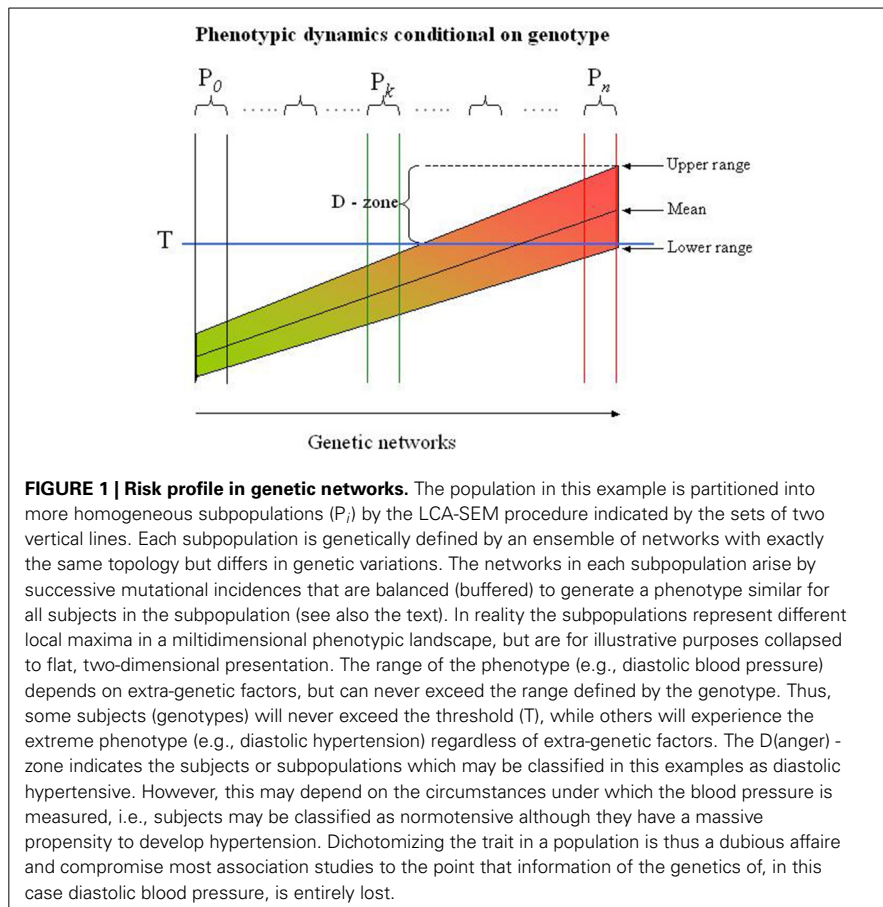 Phenotypic dynamics conditional on genotype
P0 ..... ..... Pk ..... ..... Pn
Upper range
D - zone
Mean
T
Lower range
Genetic networks
FIGURE 1 | Risk profile in genetic networks. The population in this example is partitioned into
more homogeneous subpopulations (Pi) by the LCA-SEM procedure indicated by the sets of two
vertical lines. Each subpopulation is genetically defined by an ensemble of networks with exactly
the same topology but differs in genetic variations. The networks in each subpopulation arise by
successive mutational incidences that are balanced (buffered) to generate a phenotype similar for
all subjects in the subpopulation (see also the text). In reality the subpopulations represent different
local maxima in a miltidimensional phenotypic landscape, but are for illustrative purposes collapsed
to flat, two-dimensional presentation. The range of the phenotype (e.g., diastolic blood pressure)
depends on extra-genetic factors, but can never exceed the range defined by the genotype. Thus,
some subjects (genotypes) will never exceed the threshold (T), while others will experience the
extreme phenotype (e.g., diastolic hypertension) regardless of extra-genetic factors. The D(anger) -
zone indicates the subjects or subpopulations which may be classified in this examples as diastolic
hypertensive. However, this may depend on the circumstances under which the blood pressure is
measured, i.e., subjects may be classified as normotensive although they have a massive
propensity to develop hypertension. Dichotomizing the trait in a population is thus a dubious affaire
and compromise most association studies to the point that information of the genetics of, in this
case diastolic blood pressure, is entirely lost.